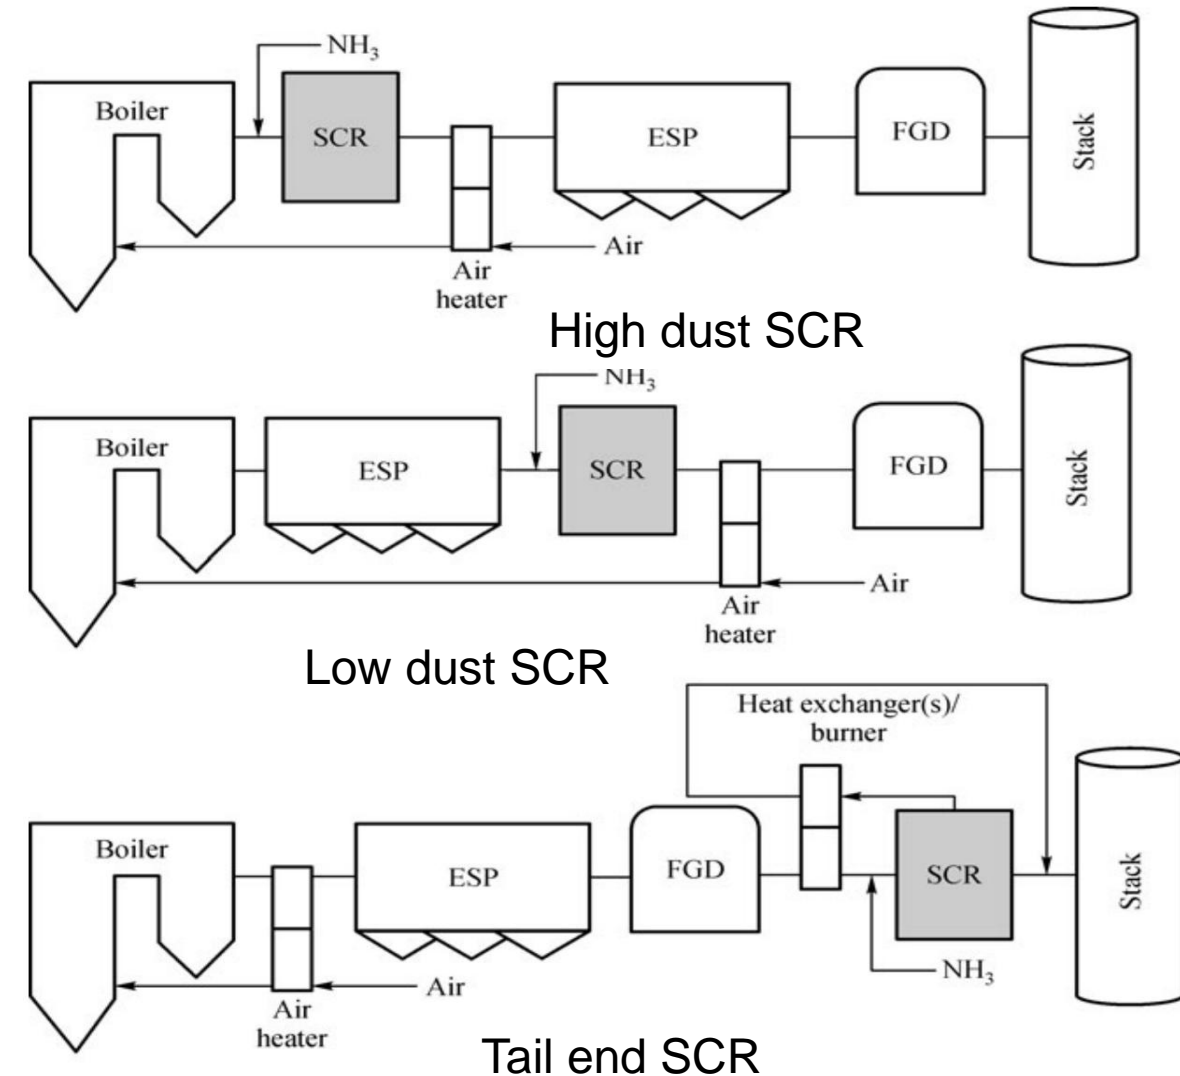 NH₃
Boiler
SCR
ESP
FGD
Stack
Air
Air
heater
High dust SCR
NH₃
Boiler
ESP
SCR
FGD
Stack
Air
Air
heater
Low dust SCR
Heat exchanger(s)/
burner
Boiler
ESP
FGD
SCR
Stack
NH₃
Air
Air
heater
Tail end SCR